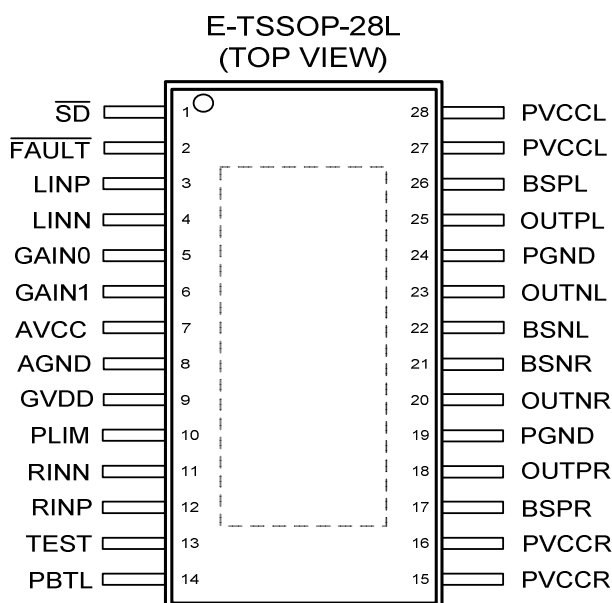 E-TSSOP-28L
(TOP VIEW)
SD 1 28 PVCCL
FAULT 2 27 PVCCL
LINP 3 26 BSPL
LINN 4 25 OUTPL
GAIN0 5 24 PGND
GAIN1 6 23 OUTNL
AVCC 7 22 BSNL
AGND 8 21 BSNR
GVDD 9 20 OUTNR
PLIM 10 19 PGND
RINN 11 18 OUTPR
RINP 12 17 BSPR
TEST 13 16 PVCCR
PBTL 14 15 PVCCR